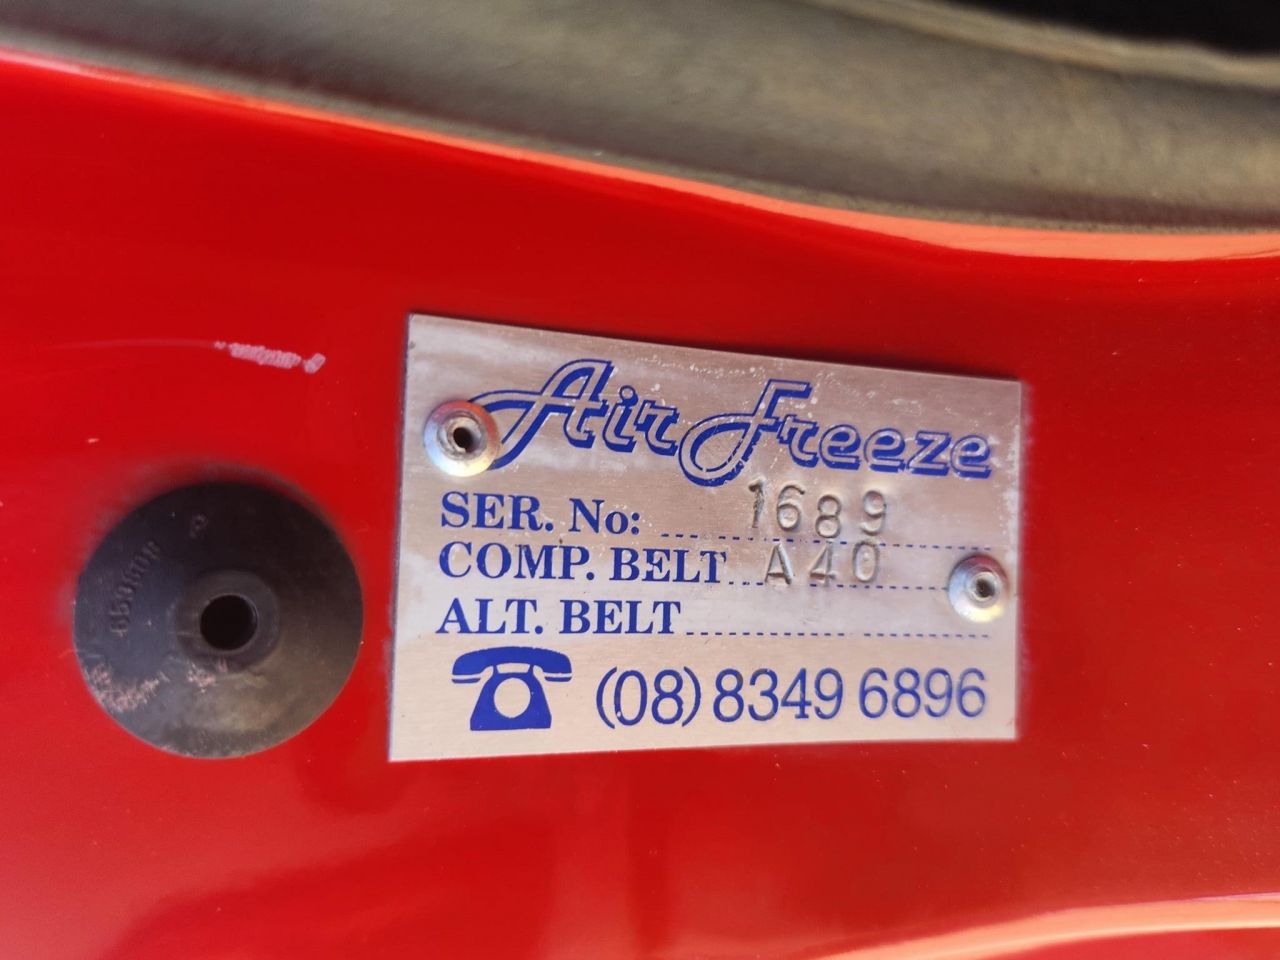 Air Freeze
SER. No: 1689
COMP. BELT A40
ALT. BELT
(08) 8349 6896